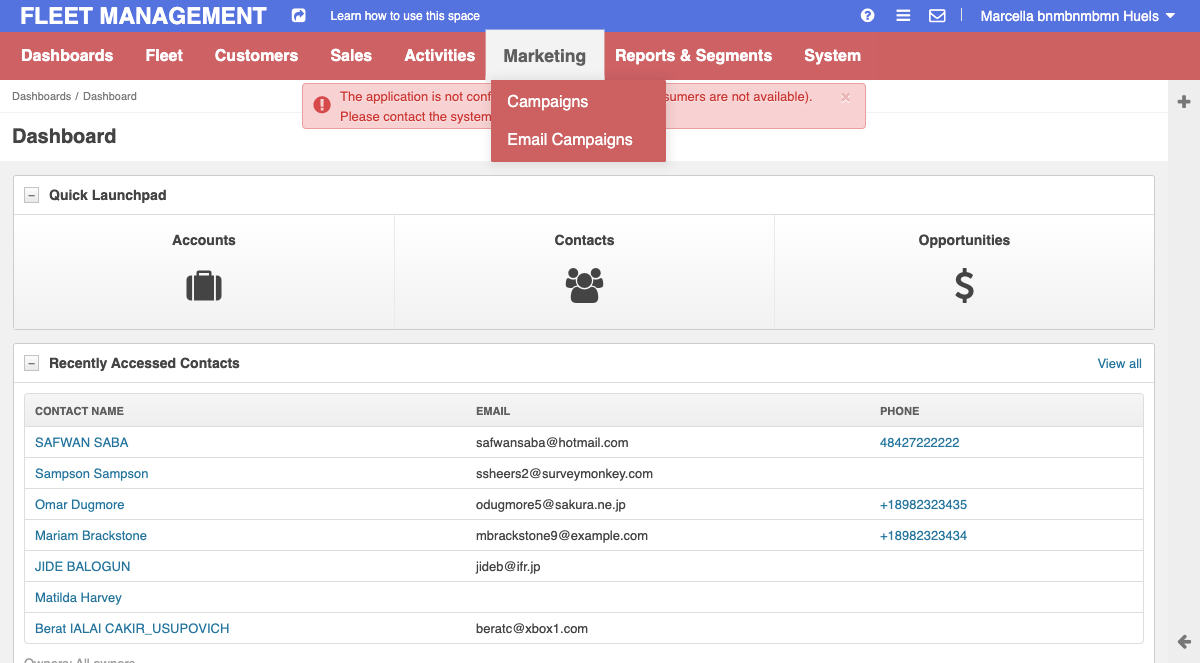 FLEET MANAGEMENT Learn how to use this space Marcella bnmbnmbmn Huels
Dashboards Fleet Customers Sales Activities Marketing Reports & Segments System
Campaigns
Email Campaigns
Dashboards / Dashboard
The application is not sumers are not available). ×
Please contact the system
Dashboard
Quick Launchpad
Accounts Contacts Opportunities
Recently Accessed Contacts View all
CONTACT NAME EMAIL PHONE
SAFWAN SABA safwansaba@hotmail.com 48427222222
Sampson Sampson ssheers2@surveymonkey.com
Omar Dugmore odugmore5@sakura.ne.jp +18982323435
Mariam Brackstone mbrackstone9@example.com +18982323434
JIDE BALOGUN jideb@ifr.jp
Matilda Harvey
Berat IALAI CAKIR_USUPOVICH beratc@xbox1.com
Owners: All owners